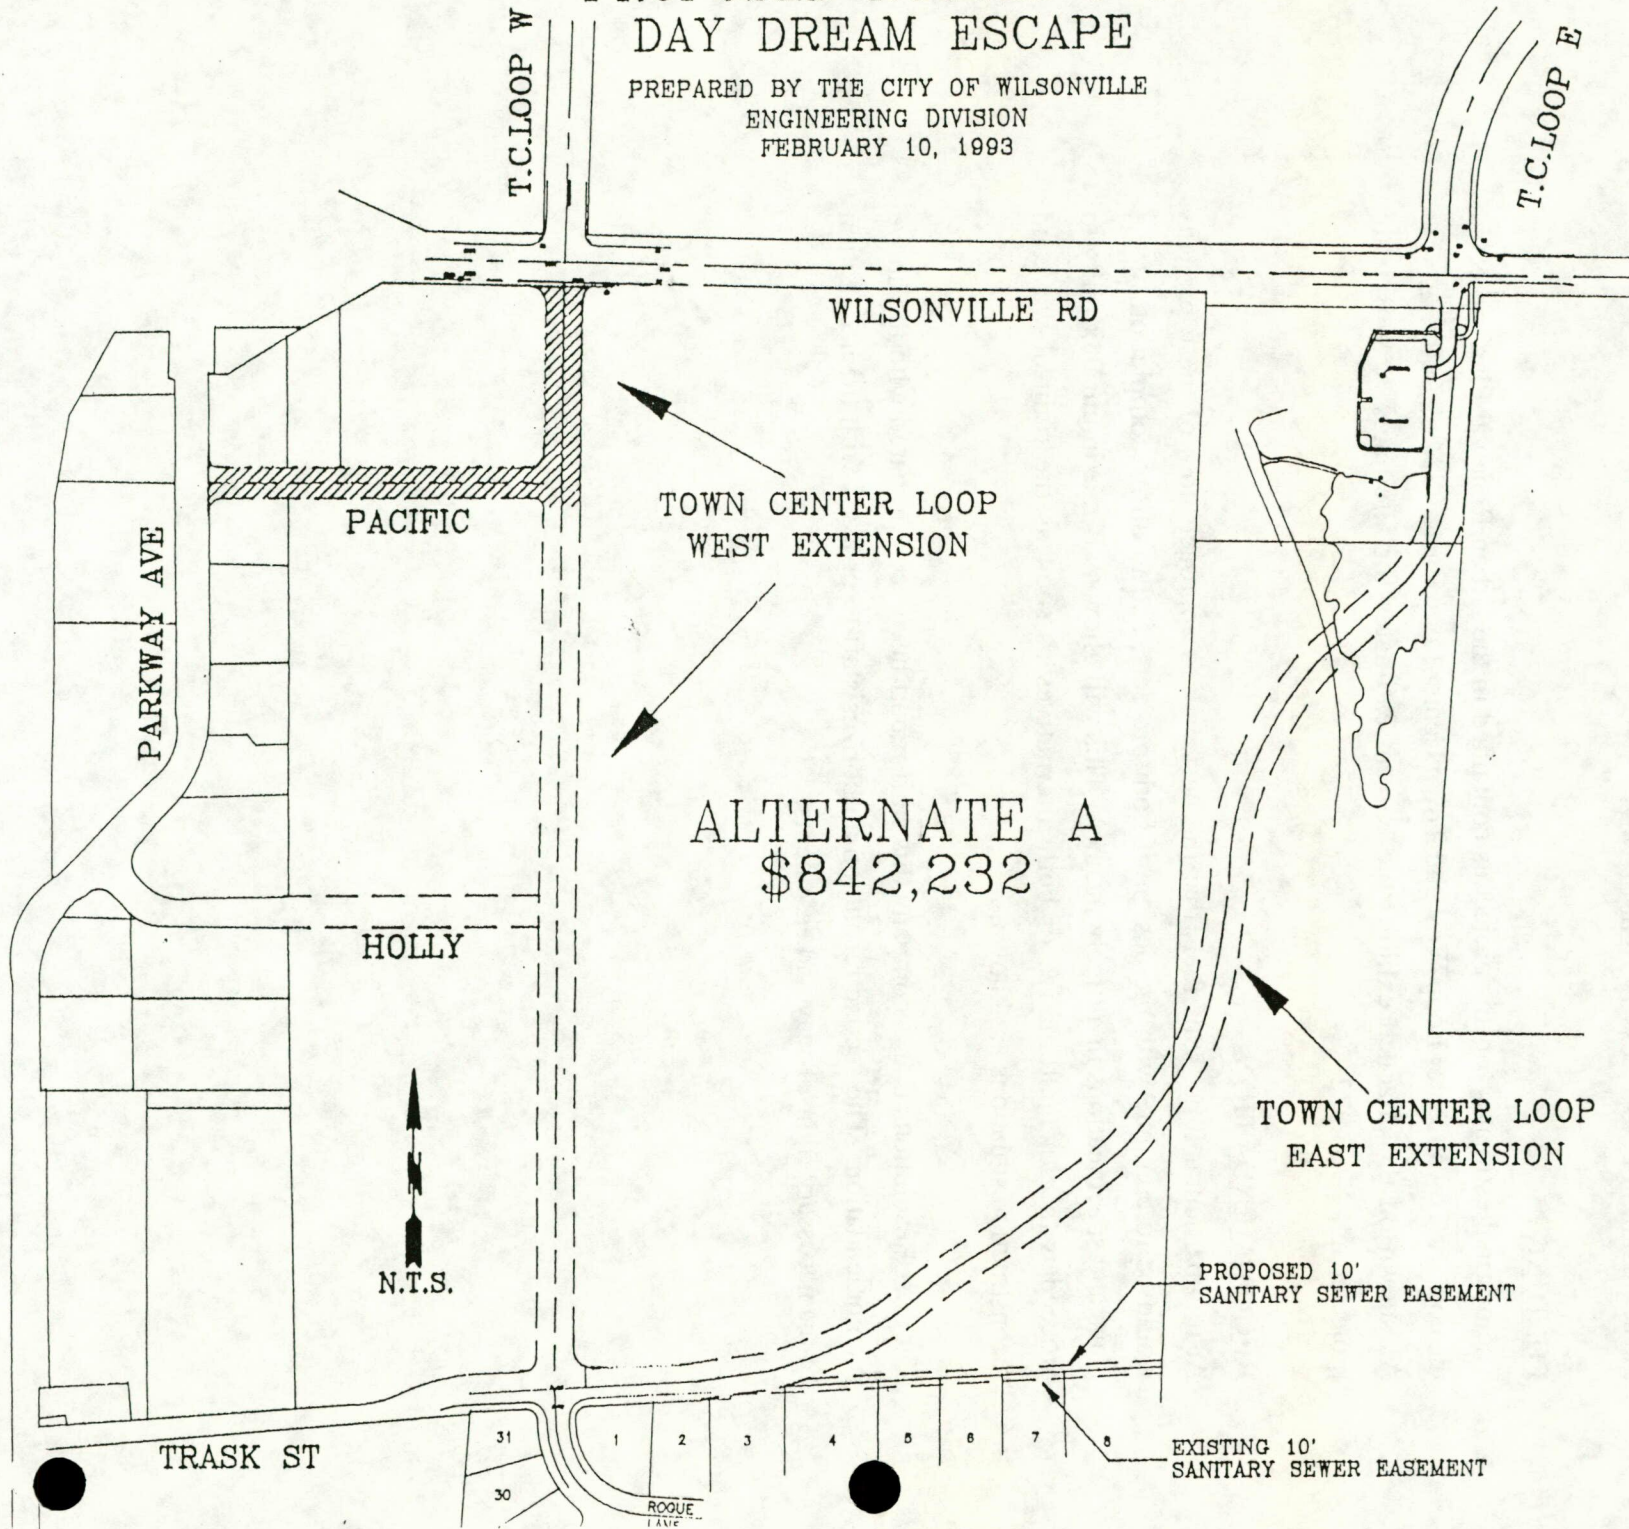 DAY DREAM ESCAPE
PREPARED BY THE CITY OF WILSONVILLE
ENGINEERING DIVISION
FEBRUARY 10, 1993
T.C.LOOP W
T.C.LOOP E
WILSONVILLE RD
TOWN CENTER LOOP
WEST EXTENSION
PACIFIC
PARKWAY AVE
ALTERNATE A
$842,232
HOLLY
TOWN CENTER LOOP
EAST EXTENSION
N
N.T.S.
PROPOSED 10'
SANITARY SEWER EASEMENT
EXISTING 10'
SANITARY SEWER EASEMENT
TRASK ST
31
30
1
2
3
4
5
6
7
8
ROGUE
LANE